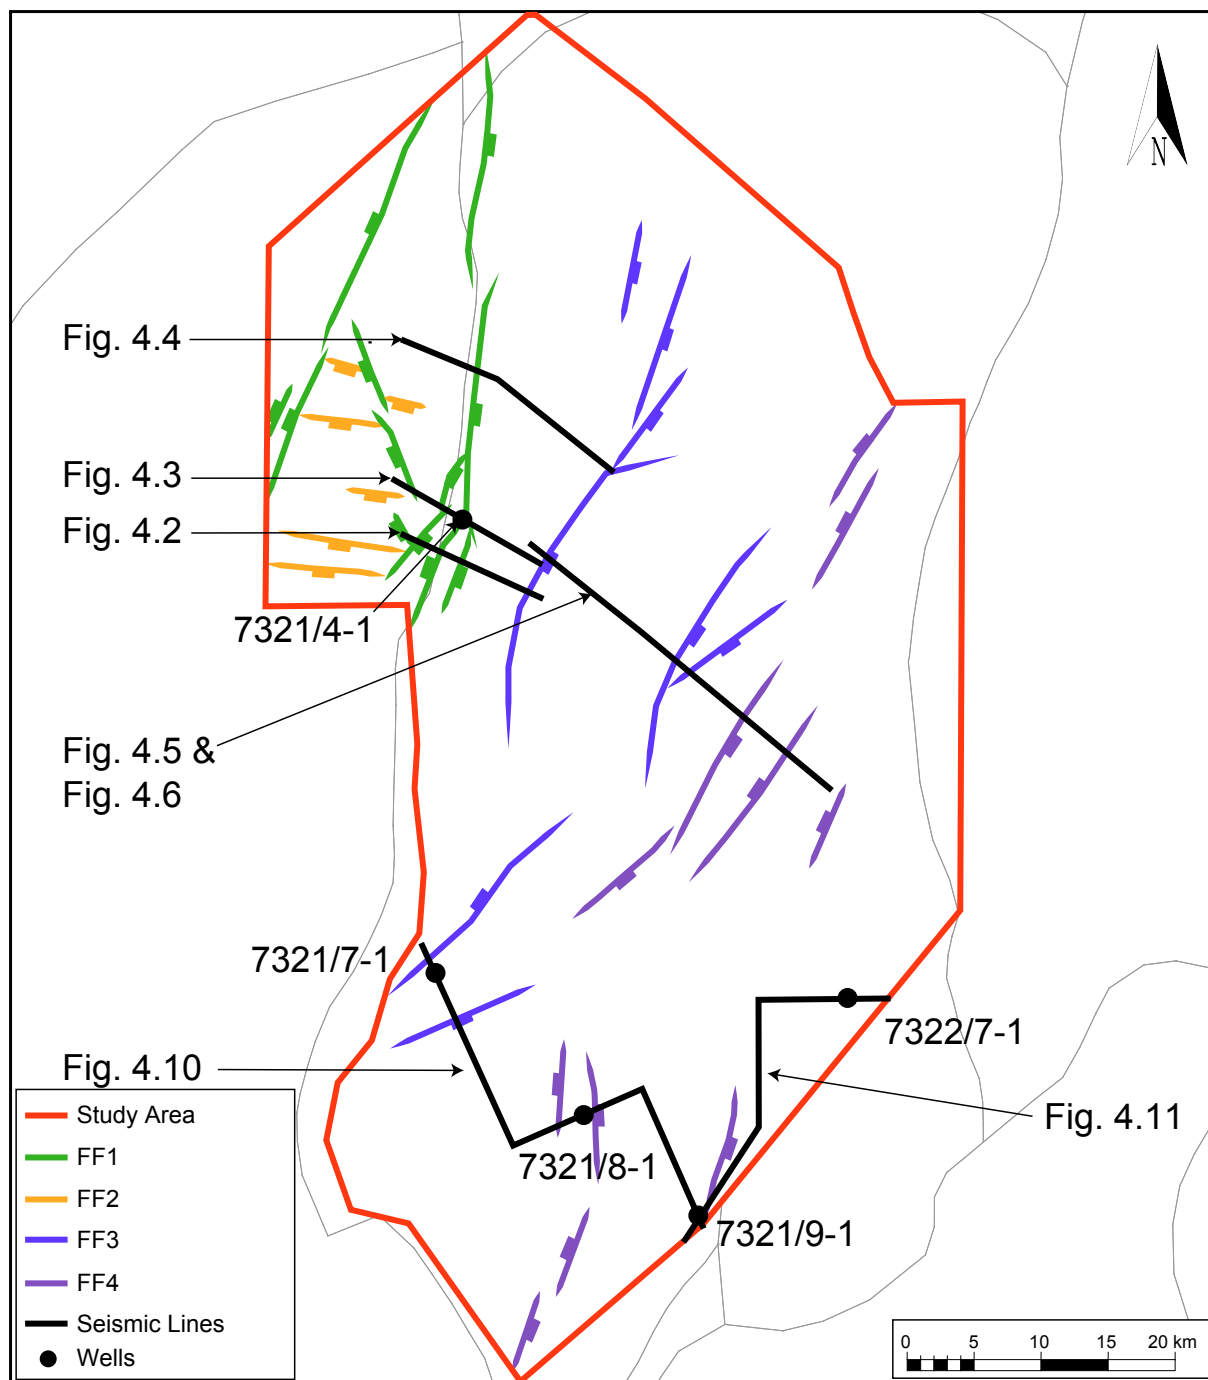 N
Fig. 4.4
Fig. 4.3
Fig. 4.2
7321/4-1
Fig. 4.5 &
Fig. 4.6
7321/7-1
7322/7-1
Fig. 4.10
Fig. 4.11
7321/8-1
7321/9-1
Study Area
FF1
FF2
FF3
FF4
Seismic Lines
Wells
0 5 10 15 20 km